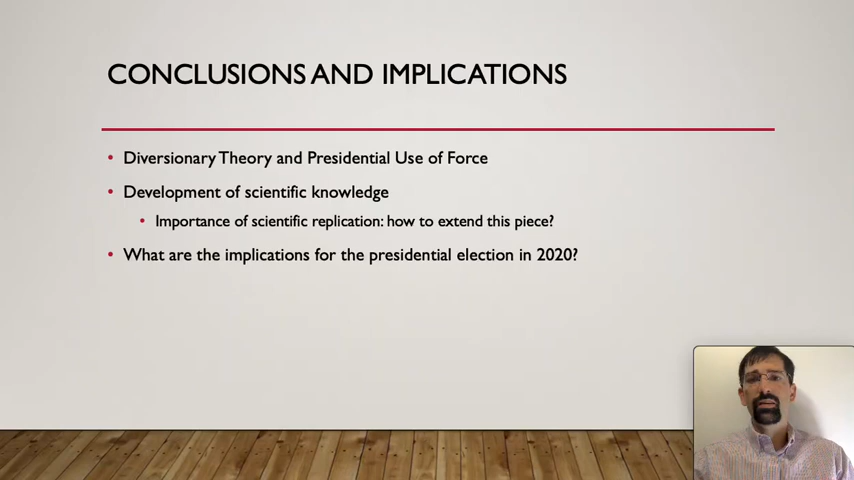 CONCLUSIONS AND IMPLICATIONS
• Diversionary Theory and Presidential Use of Force
• Development of scientific knowledge
• Importance of scientific replication: how to extend this piece?
• What are the implications for the presidential election in 2020?